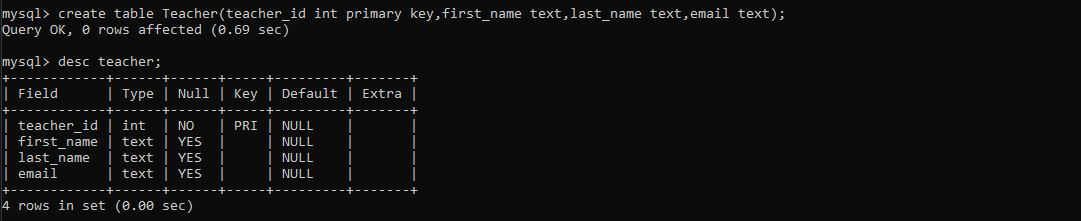 mysql> create table Teacher(teacher_id int primary key,first_name text,last_name text,email text);
Query OK, 0 rows affected (0.69 sec)
mysql> desc teacher;
+------------+------+------+-----+---------+-------+
| Field      | Type | Null | Key | Default | Extra |
+------------+------+------+-----+---------+-------+
| teacher_id | int  | NO   | PRI | NULL    |       |
| first_name | text | YES  |     | NULL    |       |
| last_name  | text | YES  |     | NULL    |       |
| email      | text | YES  |     | NULL    |       |
+------------+------+------+-----+---------+-------+
4 rows in set (0.00 sec)